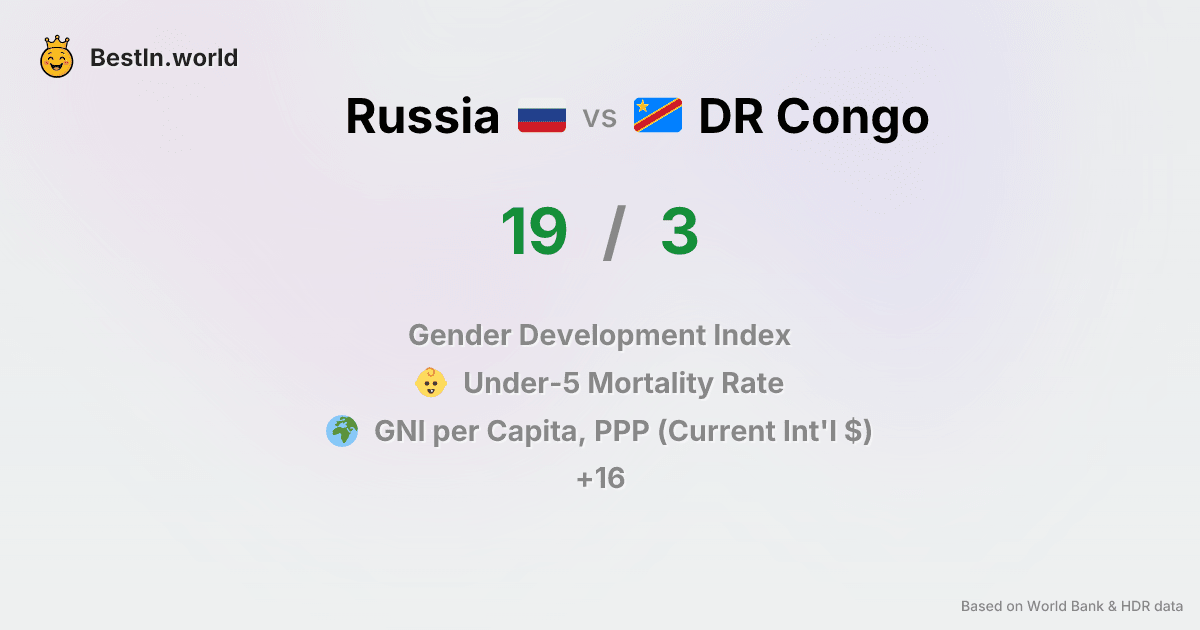 BestIn.world
Russia vs DR Congo
19 / 3
Gender Development Index
Under-5 Mortality Rate
GNI per Capita, PPP (Current Int'l $)
+16
Based on World Bank & HDR data